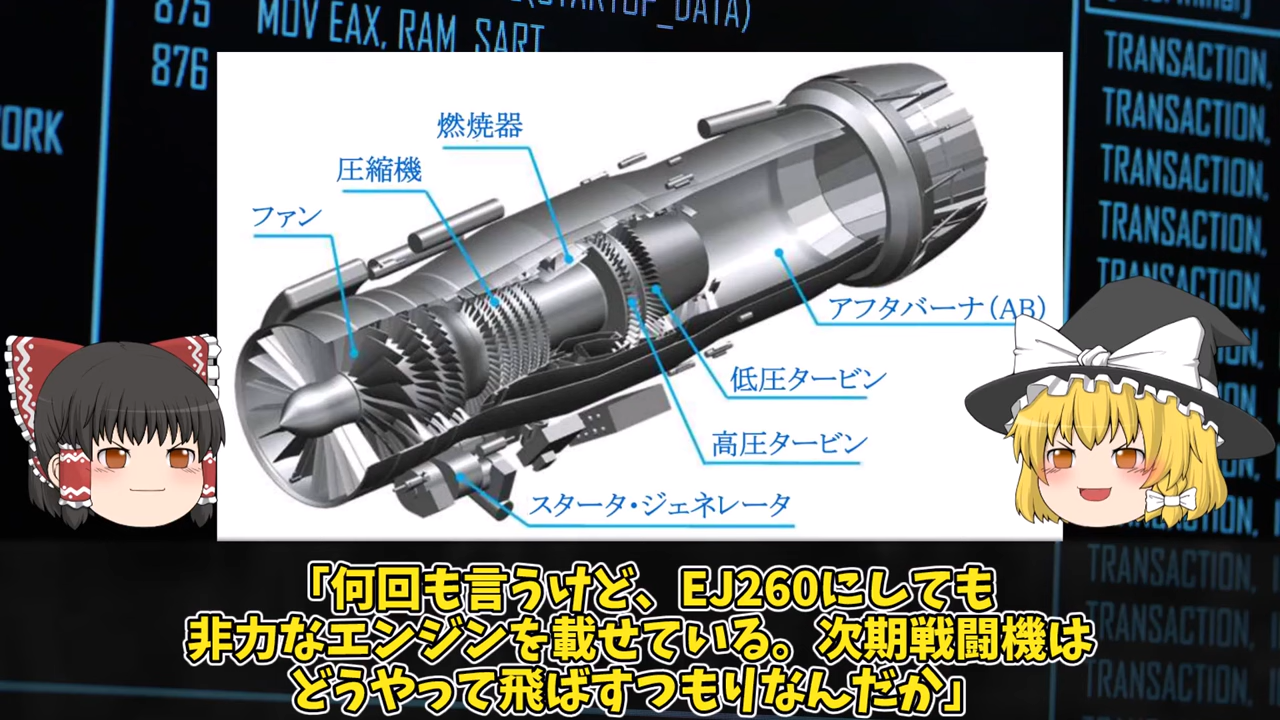 875 MOV EAX, RAM_SART
876
TRANSACTION,
TRANSACTION,
TRANSACTION,
TRANSACTION,
燃焼器
圧縮機
ファン
アフタバーナ(AB)
低圧タービン
高圧タービン
スタータ・ジェネレータ
「何回も言うけど、EJ260にしても
非力なエンジンを載せている。次期戦闘機は
どうやって飛ばすつもりなんだか」